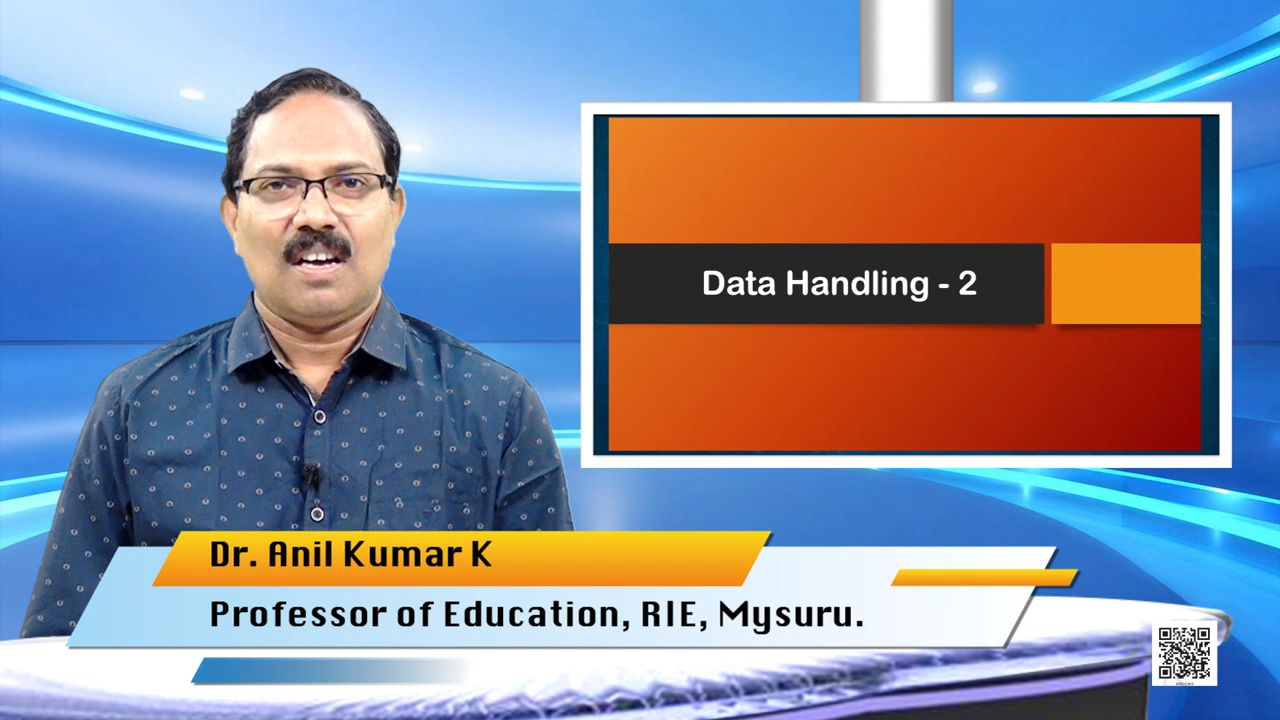 Data Handling - 2
Dr. Anil Kumar K
Professor of Education, RIE, Mysuru.